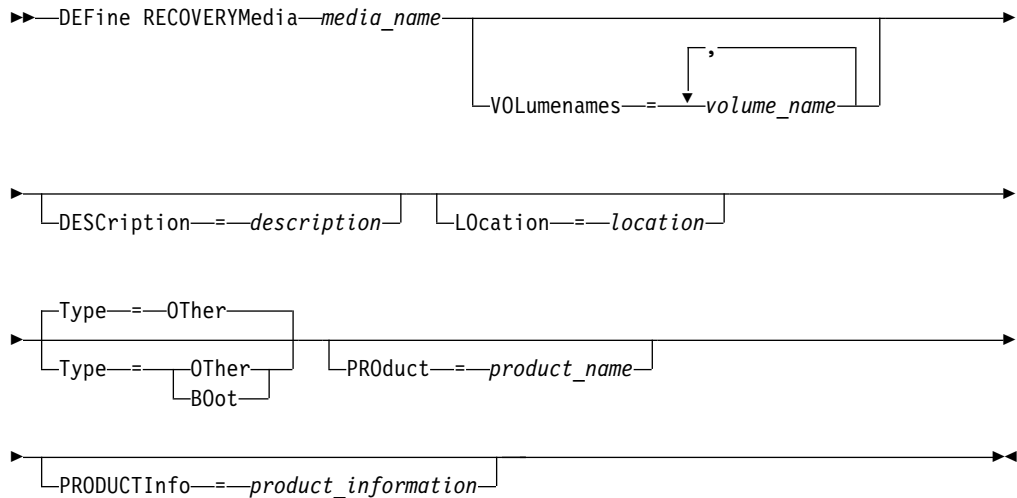 DEFine RECOVERYMedia media_name
,
VOLumenames = volume_name
DESCription = description LOcation = location
Type = OTher
Type = OTher PROduct = product_name
BOot
PRODUCTInfo = product_information